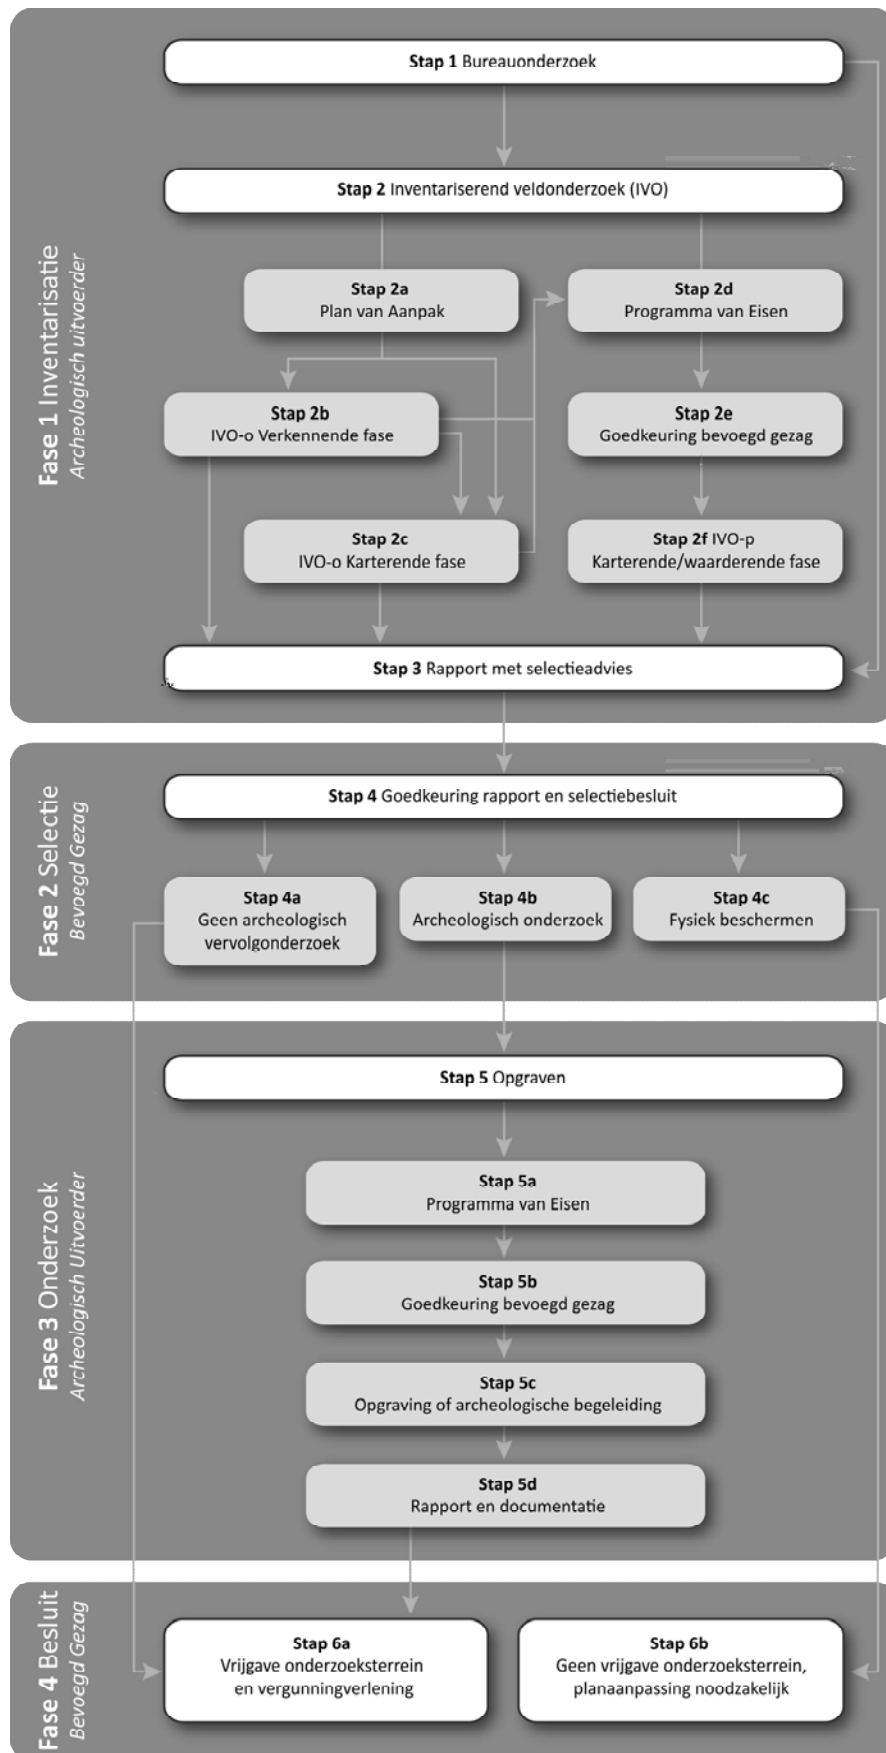 Fase 1 Inventarisatie
Archeologisch uitvoerder
Stap 1 Bureauonderzoek
Stap 2 Inventariserend veldonderzoek (IVO)
Stap 2a
Plan van Aanpak
Stap 2d
Programma van Eisen
Stap 2b
IVO-o Verkennende fase
Stap 2e
Goedkeuring bevoegd gezag
Stap 2c
IVO-o Karterende fase
Stap 2f IVO-p
Karterende/waarderende fase
Stap 3 Rapport met selectieadvies
Fase 2 Selectie
Bevoegd Gezag
Stap 4 Goedkeuring rapport en selectiebesluit
Stap 4a
Geen archeologisch
vervolgonderzoek
Stap 4b
Archeologisch onderzoek
Stap 4c
Fysiek beschermen
Fase 3 Onderzoek
Archeologisch Uitvoerder
Stap 5 Opgraven
Stap 5a
Programma van Eisen
Stap 5b
Goedkeuring bevoegd gezag
Stap 5c
Opgraving of archeologische begeleiding
Stap 5d
Rapport en documentatie
Fase 4 Besluit
Bevoegd Gezag
Stap 6a
Vrijgave onderzoeksterrein
en vergunningverlening
Stap 6b
Geen vrijgave onderzoeksterrein,
planaanpassing noodzakelijk